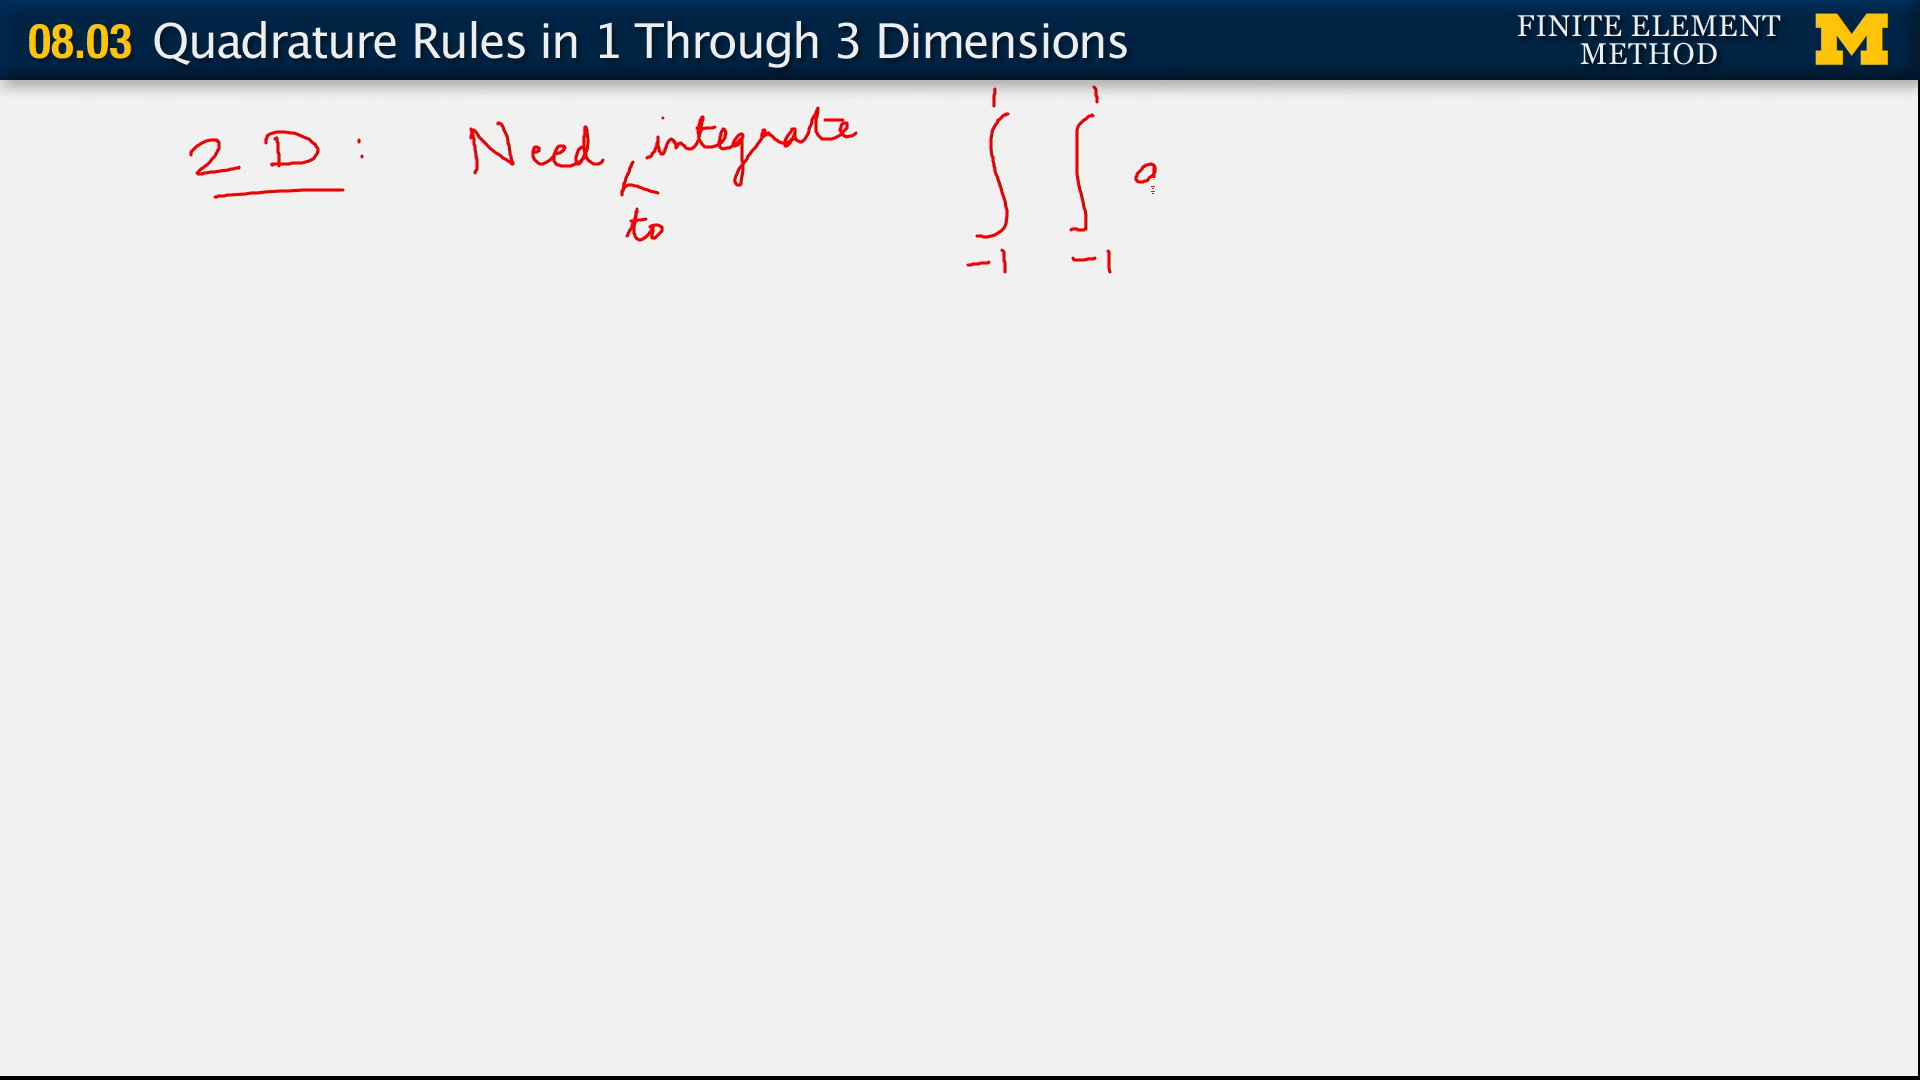 08.03 Quadrature Rules in 1 Through 3 Dimensions
FINITE ELEMENT
METHOD
M
2D: Need integrate ∫_{-1}^{1} ∫_{-1}^{1} g
to